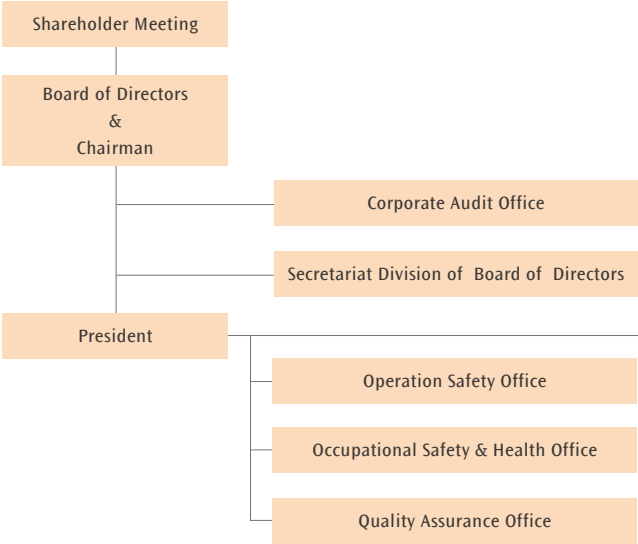 Shareholder Meeting
Board of Directors
&
Chairman
Corporate Audit Office
Secretariat Division of Board of Directors
President
Operation Safety Office
Occupational Safety & Health Office
Quality Assurance Office